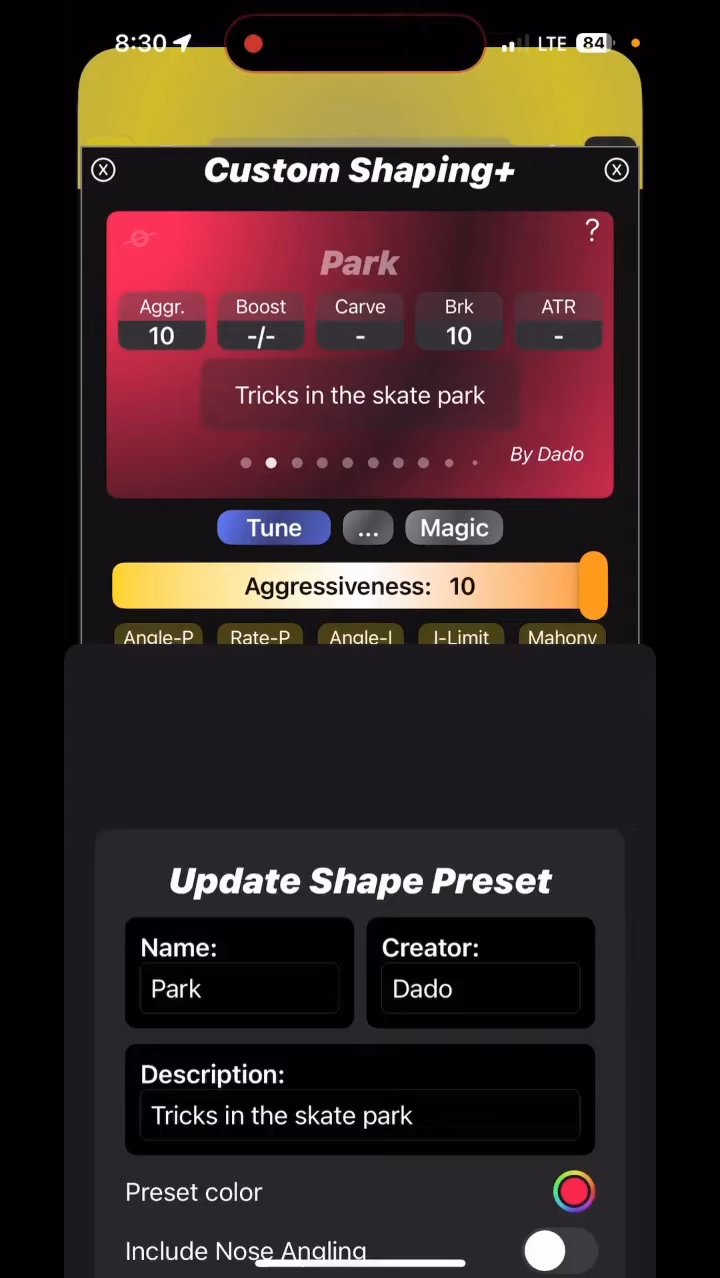 8:30 LTE 84
Custom Shaping+
?
Park
Aggr. Boost Carve Brk ATR
10 -/- - 10 -
Tricks in the skate park
By Dado
Tune ... Magic
Aggressiveness: 10
Angle-P Rate-P Angle-I I-Limit Mahony
Update Shape Preset
Name: Creator:
Park Dado
Description:
Tricks in the skate park
Preset color
Include Nose Angling